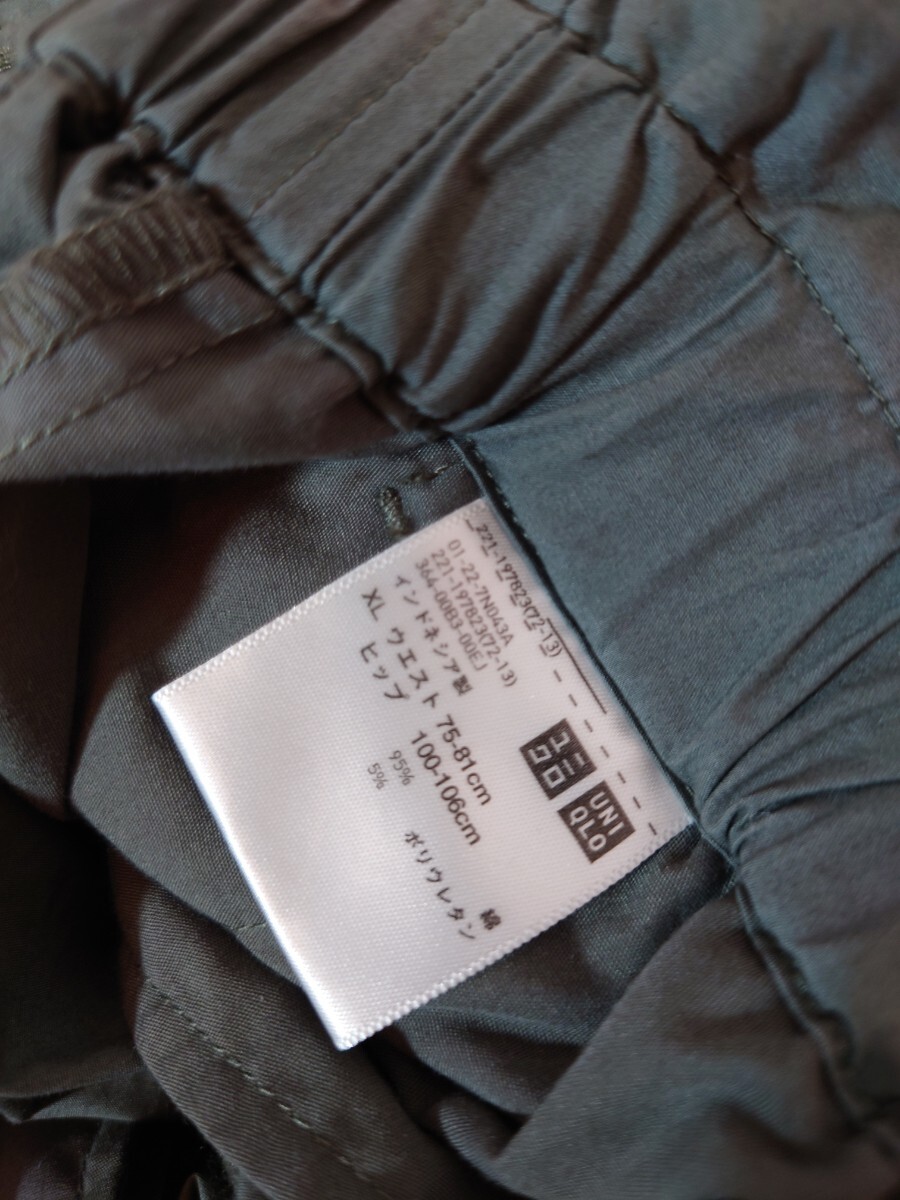 221-197823(72-13)
ユニ
クロ
UNI
QLO
綿 95%
ポリウレタン 5%
XL ウエスト 75-81cm
ヒップ 100-106cm
インドネシア製
364-00B3-00EJ
221-197823(72-13)
01-22-7N043A